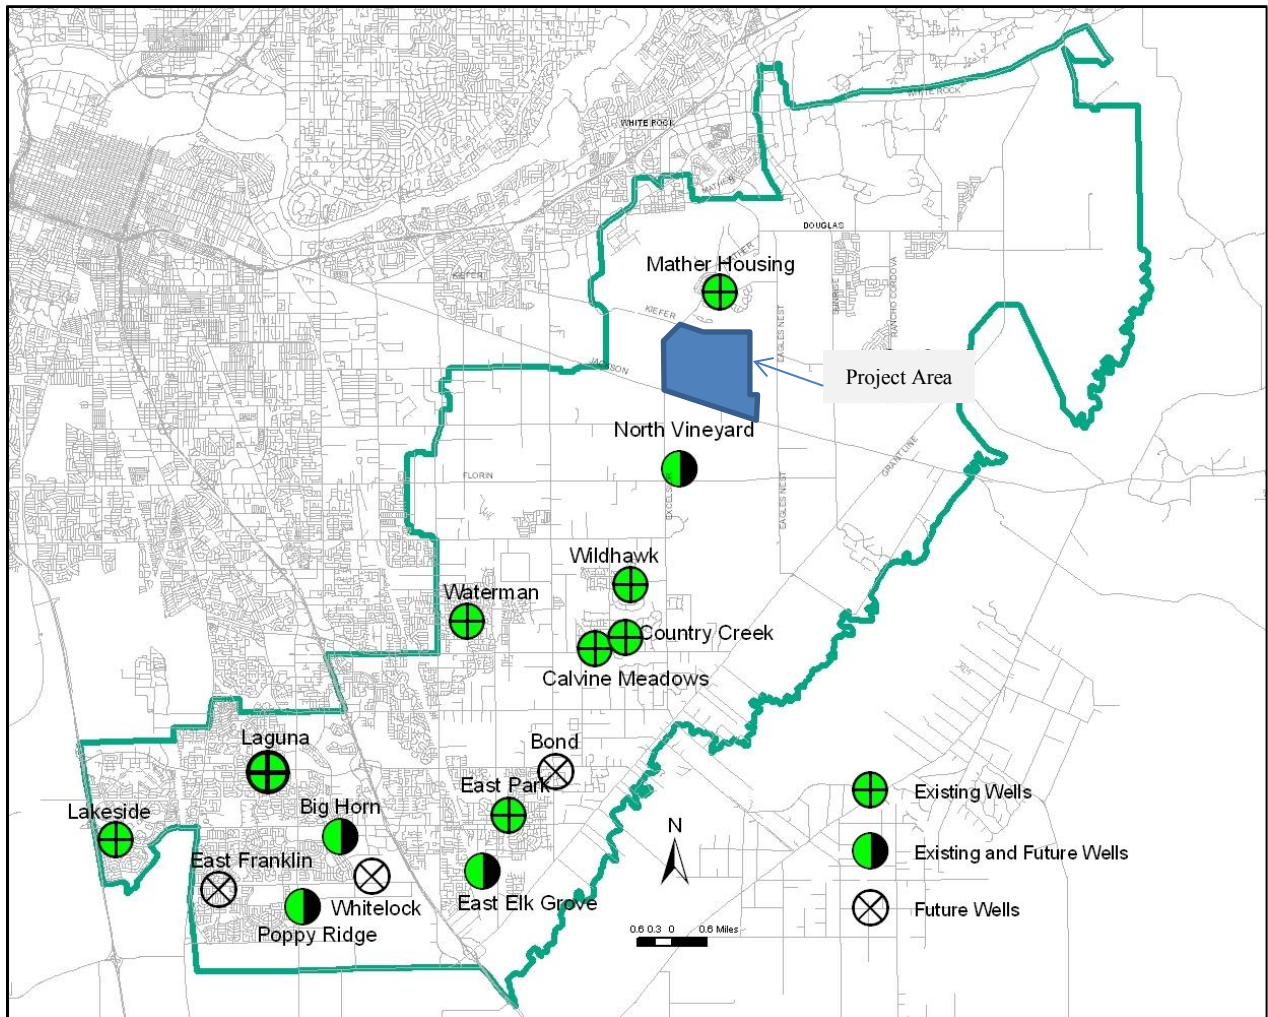 WHITE ROCK
WHITE ROCK
MATHER
DOUGLAS
Mather Housing
KIEFER
KIEFER
EAGLES NEST
SUNRISE
RANCHO CORDOVA
JACKSON
Project Area
North Vineyard
GRANT LINE
FLORIN
EXCELSIOR
EAGLES NEST
Wildhawk
Waterman
Country Creek
Calvine Meadows
Laguna
Bond
East Park
Existing Wells
Lakeside
Big Horn
N
East Franklin
Existing and Future Wells
Whitelock
East Elk Grove
Future Wells
Poppy Ridge
0.6 0.3 0 0.6 Miles